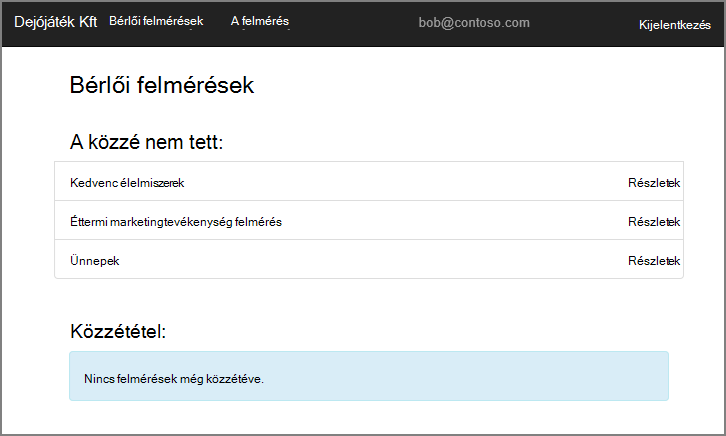 Dejójáték Kft Bérlői felmérések A felmérés bob@contoso.com Kijelentkezés
Bérlői felmérések
A közzé nem tett:
Kedvenc élelmiszerek Részletek
Éttermi marketingtevékenység felmérés Részletek
Ünnepek Részletek
Közzététel:
Nincs felmérések még közzétéve.